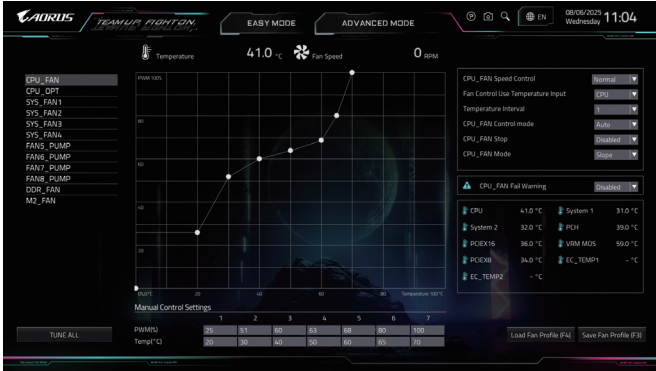 AORUS
TEAM UP. FIGHT ON.
EASY MODE
ADVANCED MODE
EN
08/06/2025
Wednesday
11:04
Temperature 41.0 °C
Fan Speed 0 RPM
CPU_FAN
CPU_OPT
SYS_FAN1
SYS_FAN2
SYS_FAN3
SYS_FAN4
FAN5_PUMP
FAN6_PUMP
FAN7_PUMP
FAN8_PUMP
DDR_FAN
M2_FAN
TUNE ALL
PWM 100%
80
60
40
20
0%,0°C 20 40 60 80 Temperature 100°C
Manual Control Settings
1 2 3 4 5 6 7
PWM(%) 25 51 60 63 68 80 100
Temp(°C) 20 30 40 50 60 65 70
CPU_FAN Speed Control Normal
Fan Control Use Temperature Input CPU
Temperature Interval 1
CPU_FAN Control mode Auto
CPU_FAN Stop Disabled
CPU_FAN Mode Slope
CPU_FAN Fail Warning Disabled
CPU 41.0 °C System 1 31.0 °C
System 2 32.0 °C PCH 39.0 °C
PCIEX16 36.0 °C VRM MOS 59.0 °C
PCIEX8 34.0 °C EC_TEMP1 - °C
EC_TEMP2 - °C
Load Fan Profile (F4) Save Fan Profile (F3)